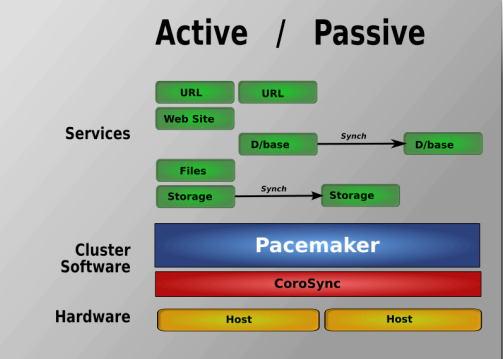 Active / Passive
URL URL
Web Site
Services
Synch
D/base D/base
Files
Synch
Storage Storage
Pacemaker
Cluster
Software
CoroSync
Hardware
Host Host